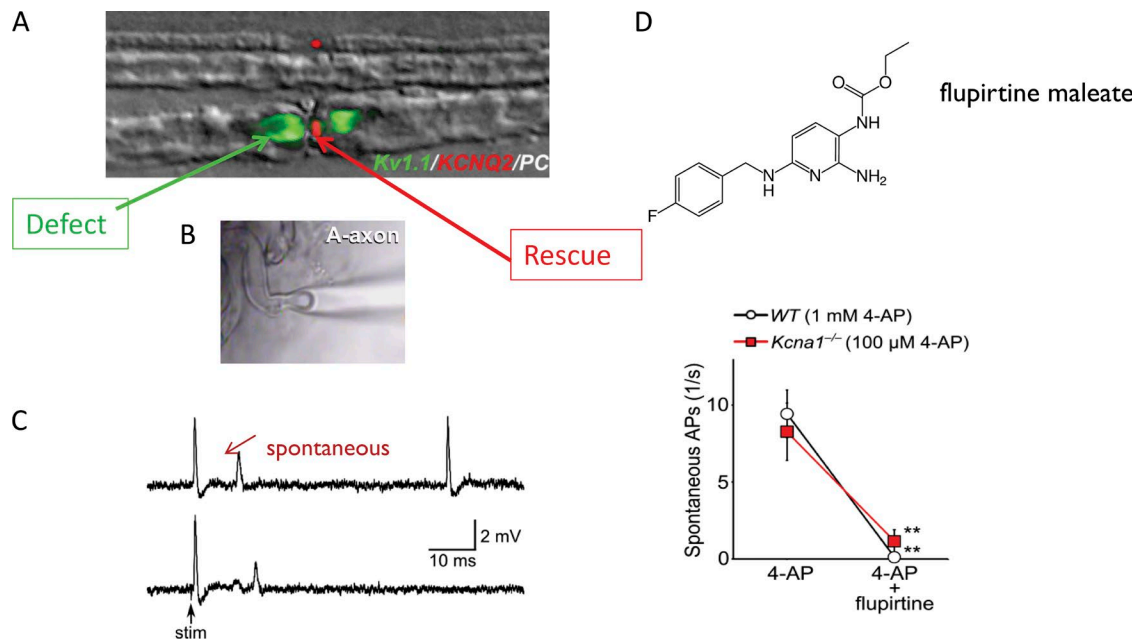 A
Kv1.1/KCNQ2/PC
Defect
Rescue
B
A-axon
C
spontaneous
2 mV
10 ms
stim
D
O
O
NH
N
H
N
NH₂
F
flupirtine maleate
WT (1 mM 4-AP)
Kcna1⁻/⁻ (100 µM 4-AP)
Spontaneous APs (1/s)
10
5
0
**
**
4-AP
4-AP
+
flupirtine